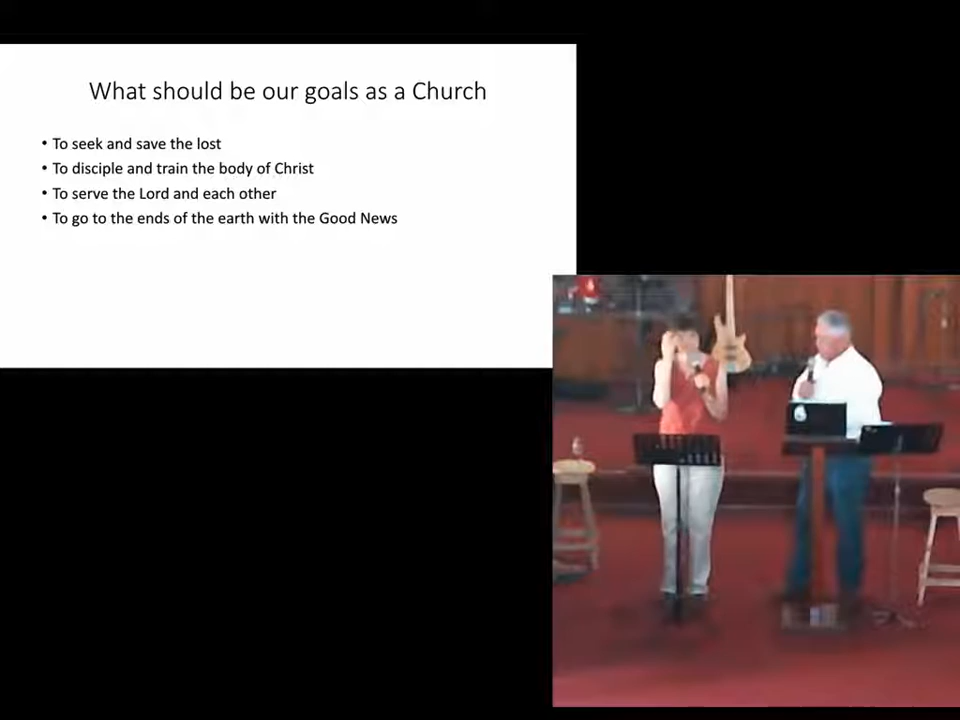 What should be our goals as a Church
• To seek and save the lost
• To disciple and train the body of Christ
• To serve the Lord and each other
• To go to the ends of the earth with the Good News